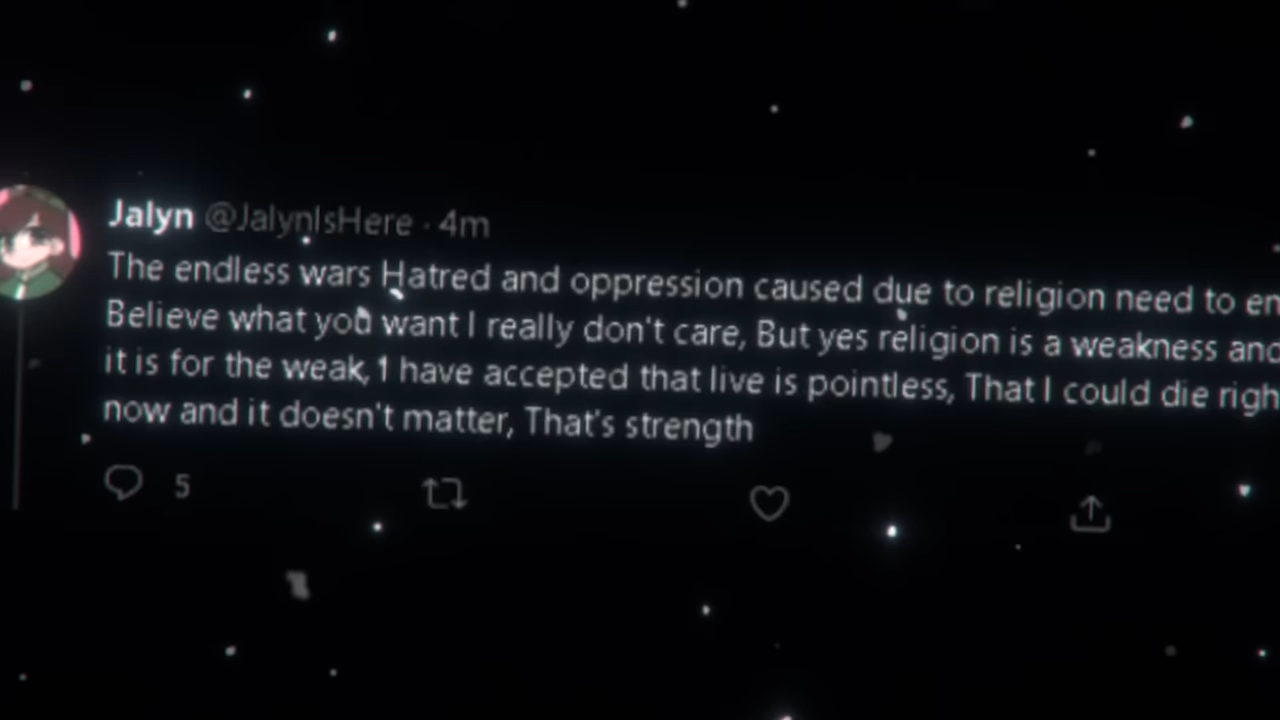 Jalyn @JalynIsHere · 4m
The endless wars Hatred and oppression caused due to religion need to en
Believe what you want I really don't care, But yes religion is a weakness and
it is for the weak, I have accepted that live is pointless, That I could die righ
now and it doesn't matter, That's strength
5